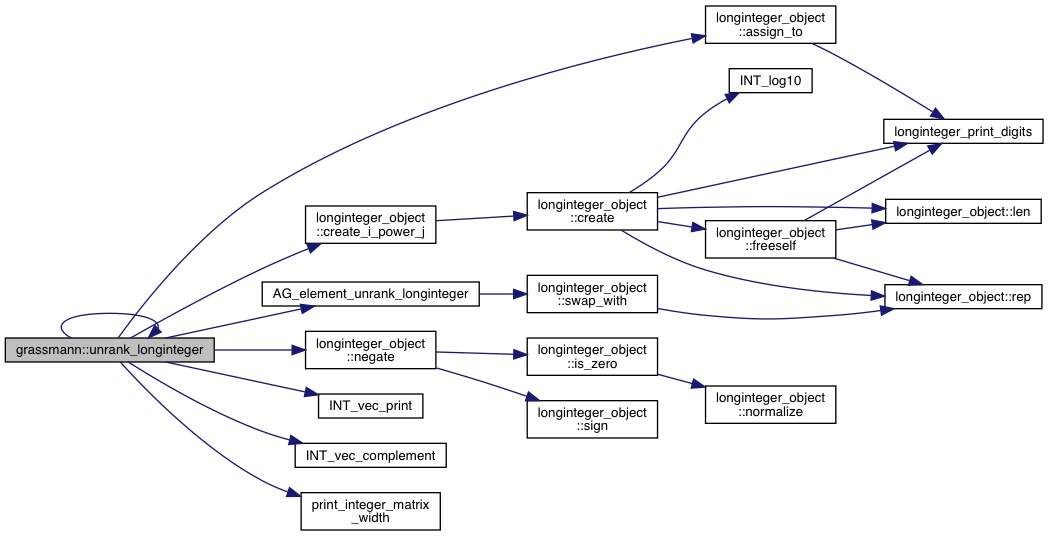 longinteger_object
::assign_to
INT_log10
longinteger_print_digits
longinteger_object
::create_i_power_j
longinteger_object
::create
longinteger_object
::freeself
longinteger_object::len
AG_element_unrank_longinteger
longinteger_object
::swap_with
longinteger_object::rep
grassmann::unrank_longinteger
longinteger_object
::negate
longinteger_object
::is_zero
longinteger_object
::normalize
INT_vec_print
longinteger_object
::sign
INT_vec_complement
print_integer_matrix
_width